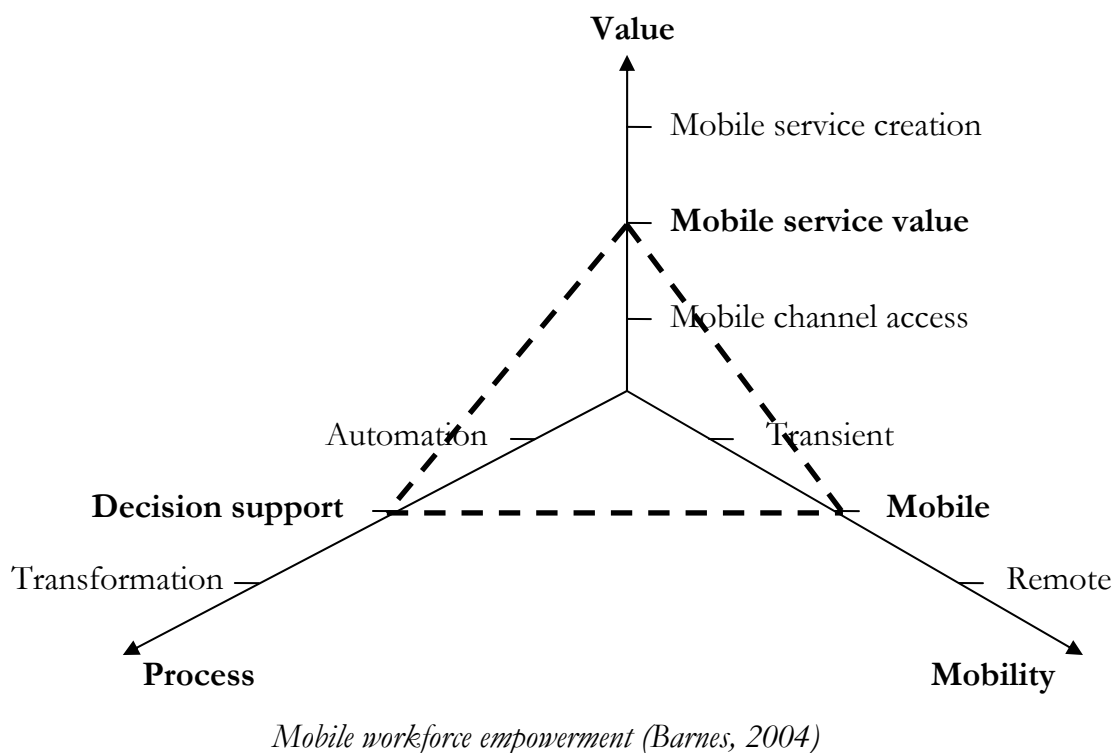 Value
Mobile service creation
Mobile service value
Mobile channel access
Automation
Transient
Decision support
Mobile
Transformation
Remote
Process
Mobility
Mobile workforce empowerment (Barnes, 2004)